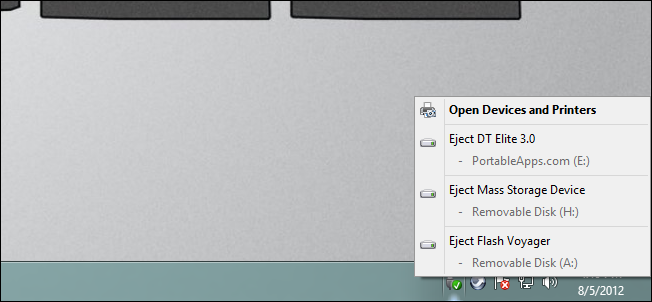 Open Devices and Printers
Eject DT Elite 3.0
- PortableApps.com (E:)
Eject Mass Storage Device
- Removable Disk (H:)
Eject Flash Voyager
- Removable Disk (A:)
8/5/2012